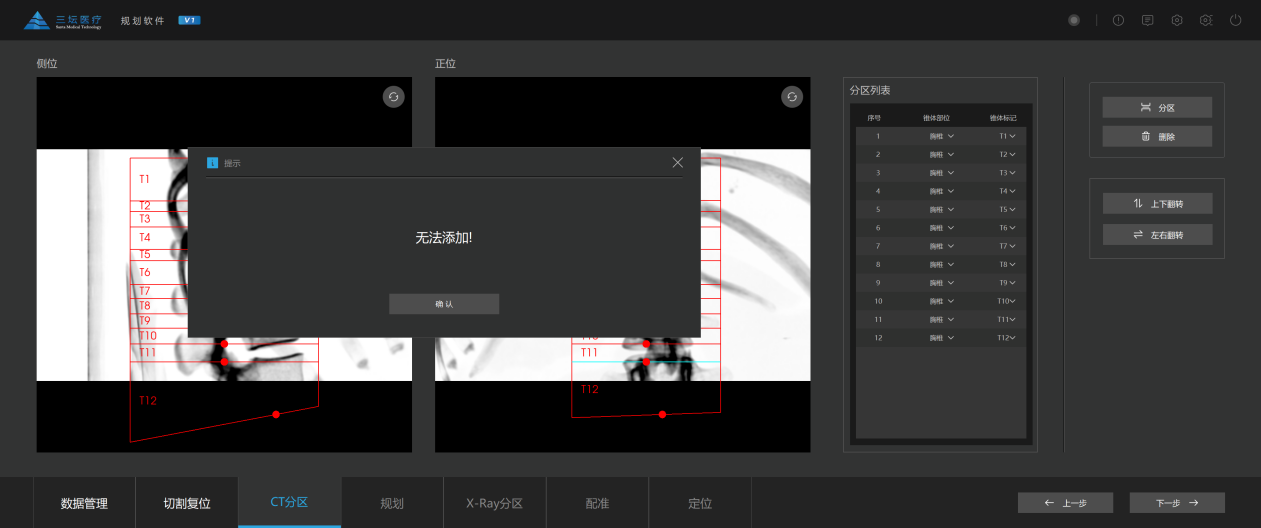 三坛医疗
Santan Medical Technology
规划软件
V1
侧位
正位
T1
T2
T3
T4
T5
T6
T7
T8
T9
T10
T11
T12
提示
无法添加!
确认
T11
T12
分区列表
序号 椎体部位 椎体标记
1 胸椎 T1
2 胸椎 T2
3 胸椎 T3
4 胸椎 T4
5 胸椎 T5
6 胸椎 T6
7 胸椎 T7
8 胸椎 T8
9 胸椎 T9
10 胸椎 T10
11 胸椎 T11
12 胸椎 T12
分区
删除
上下翻转
左右翻转
数据管理 切割复位 CT分区 规划 X-Ray分区 配准 定位
← 上一步 下一步 →